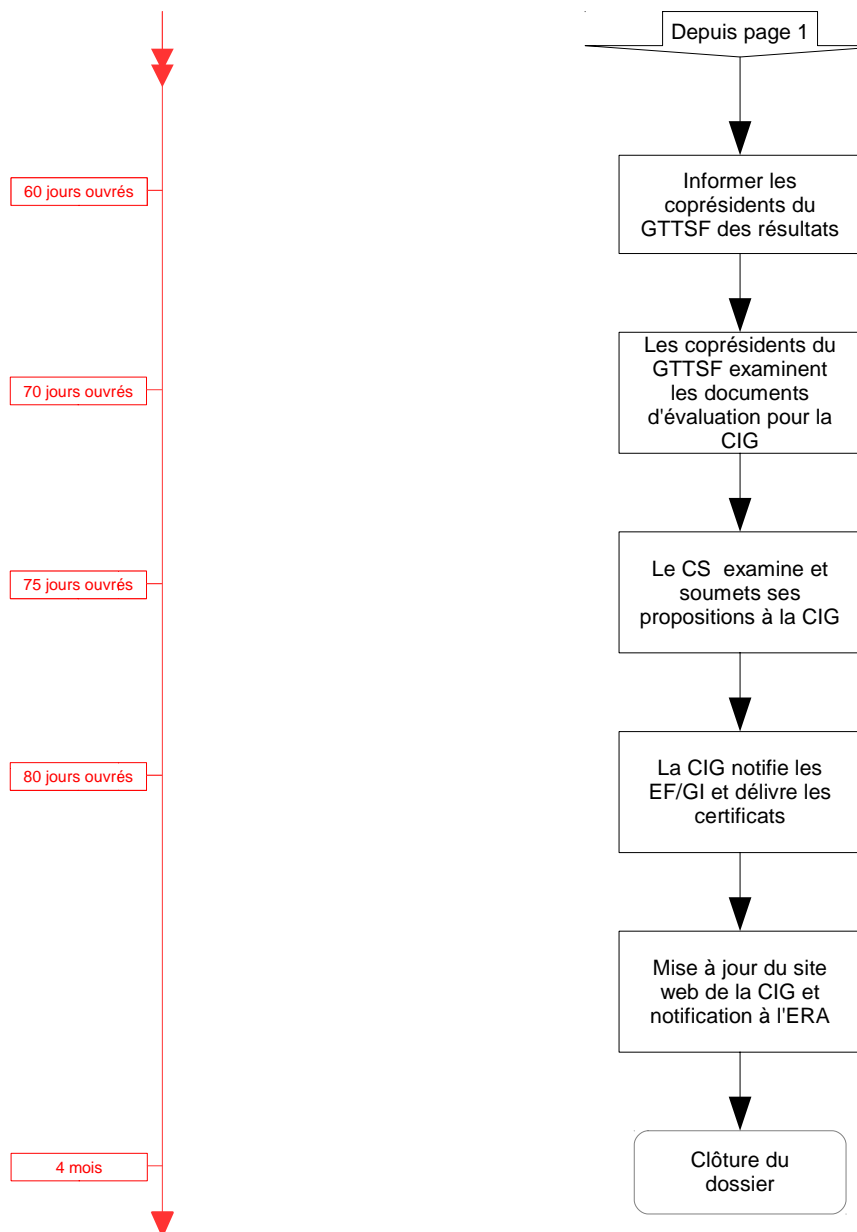 Depuis page 1
60 jours ouvrés
Informer les
coprésidents du
GTTSF des résultats
70 jours ouvrés
Les coprésidents du
GTTSF examinent
les documents
d'évaluation pour la
CIG
75 jours ouvrés
Le CS  examine et
soumets ses
propositions à la CIG
80 jours ouvrés
La CIG notifie les
EF/GI et délivre les
certificats
Mise à jour du site
web de la CIG et
notification à l'ERA
4 mois
Clôture du
dossier